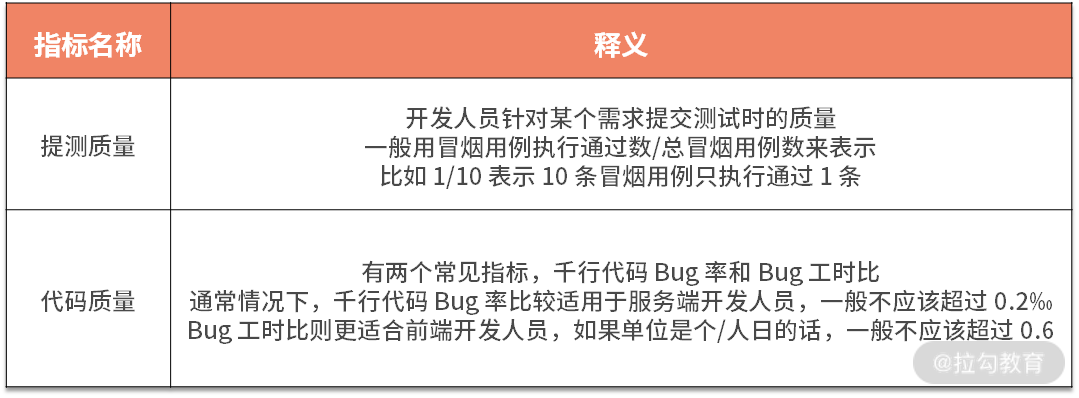 指标名称
释义
提测质量
开发人员针对某个需求提交测试时的质量
一般用冒烟用例执行通过数/总冒烟用例数来表示
比如 1/10 表示 10 条冒烟用例只执行通过 1 条
代码质量
有两个常见指标，千行代码 Bug 率和 Bug 工时比
通常情况下，千行代码 Bug 率比较适用于服务端开发人员，一般不应该超过 0.2‰
Bug 工时比则更适合前端开发人员，如果单位是个/人日的话，一般不应该超过 0.6
@拉勾教育